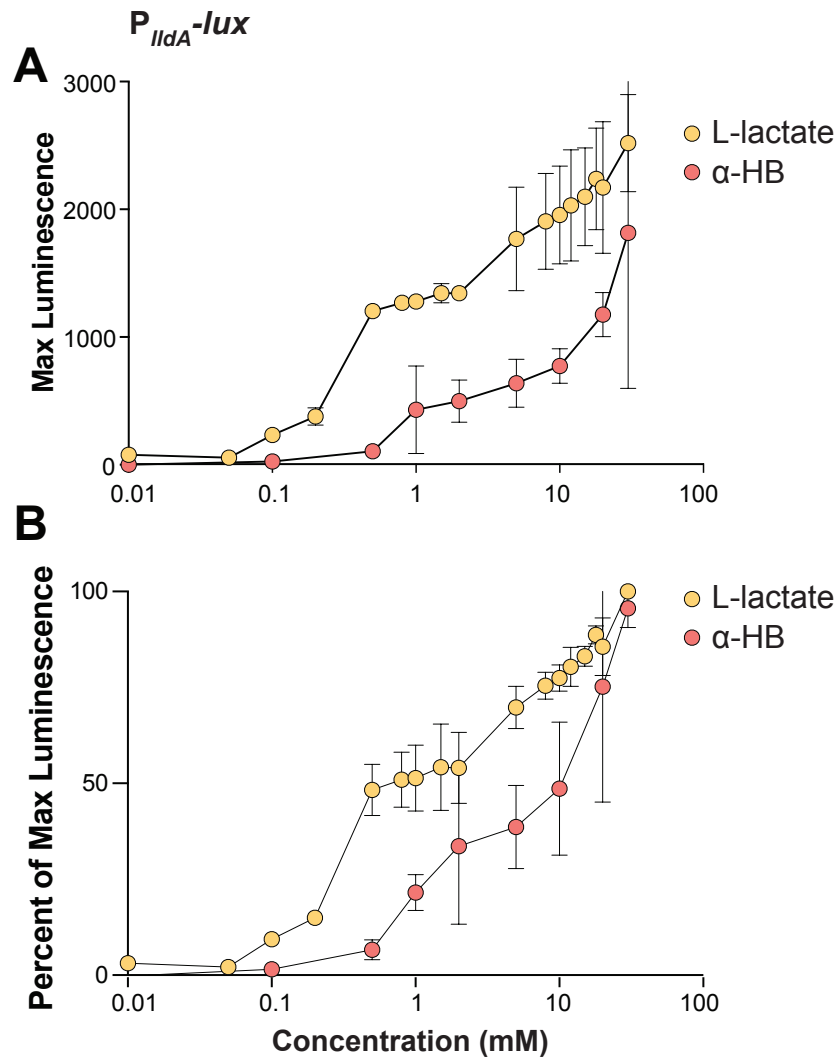 P_lldA-lux
A
3000
2000
1000
0
Max Luminescence
0.01 0.1 1 10 100
L-lactate
α-HB
B
100
50
0
Percent of Max Luminescence
0.01 0.1 1 10 100
Concentration (mM)
L-lactate
α-HB